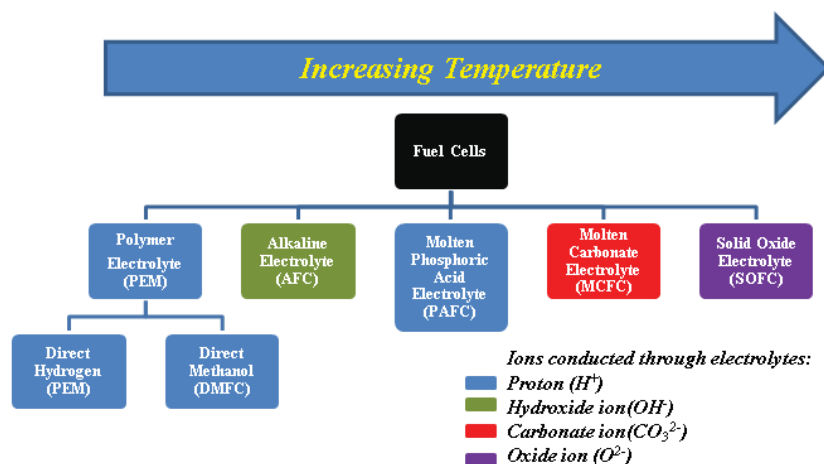 Increasing Temperature
Fuel Cells
Polymer
Electrolyte
(PEM)
Alkaline
Electrolyte
(AFC)
Molten
Phosphoric
Acid
Electrolyte
(PAFC)
Molten
Carbonate
Electrolyte
(MCFC)
Solid Oxide
Electrolyte
(SOFC)
Direct
Hydrogen
(PEM)
Direct
Methanol
(DMFC)
Ions conducted through electrolytes:
Proton (H⁺)
Hydroxide ion(OH⁻)
Carbonate ion(CO₃²⁻)
Oxide ion (O²⁻)